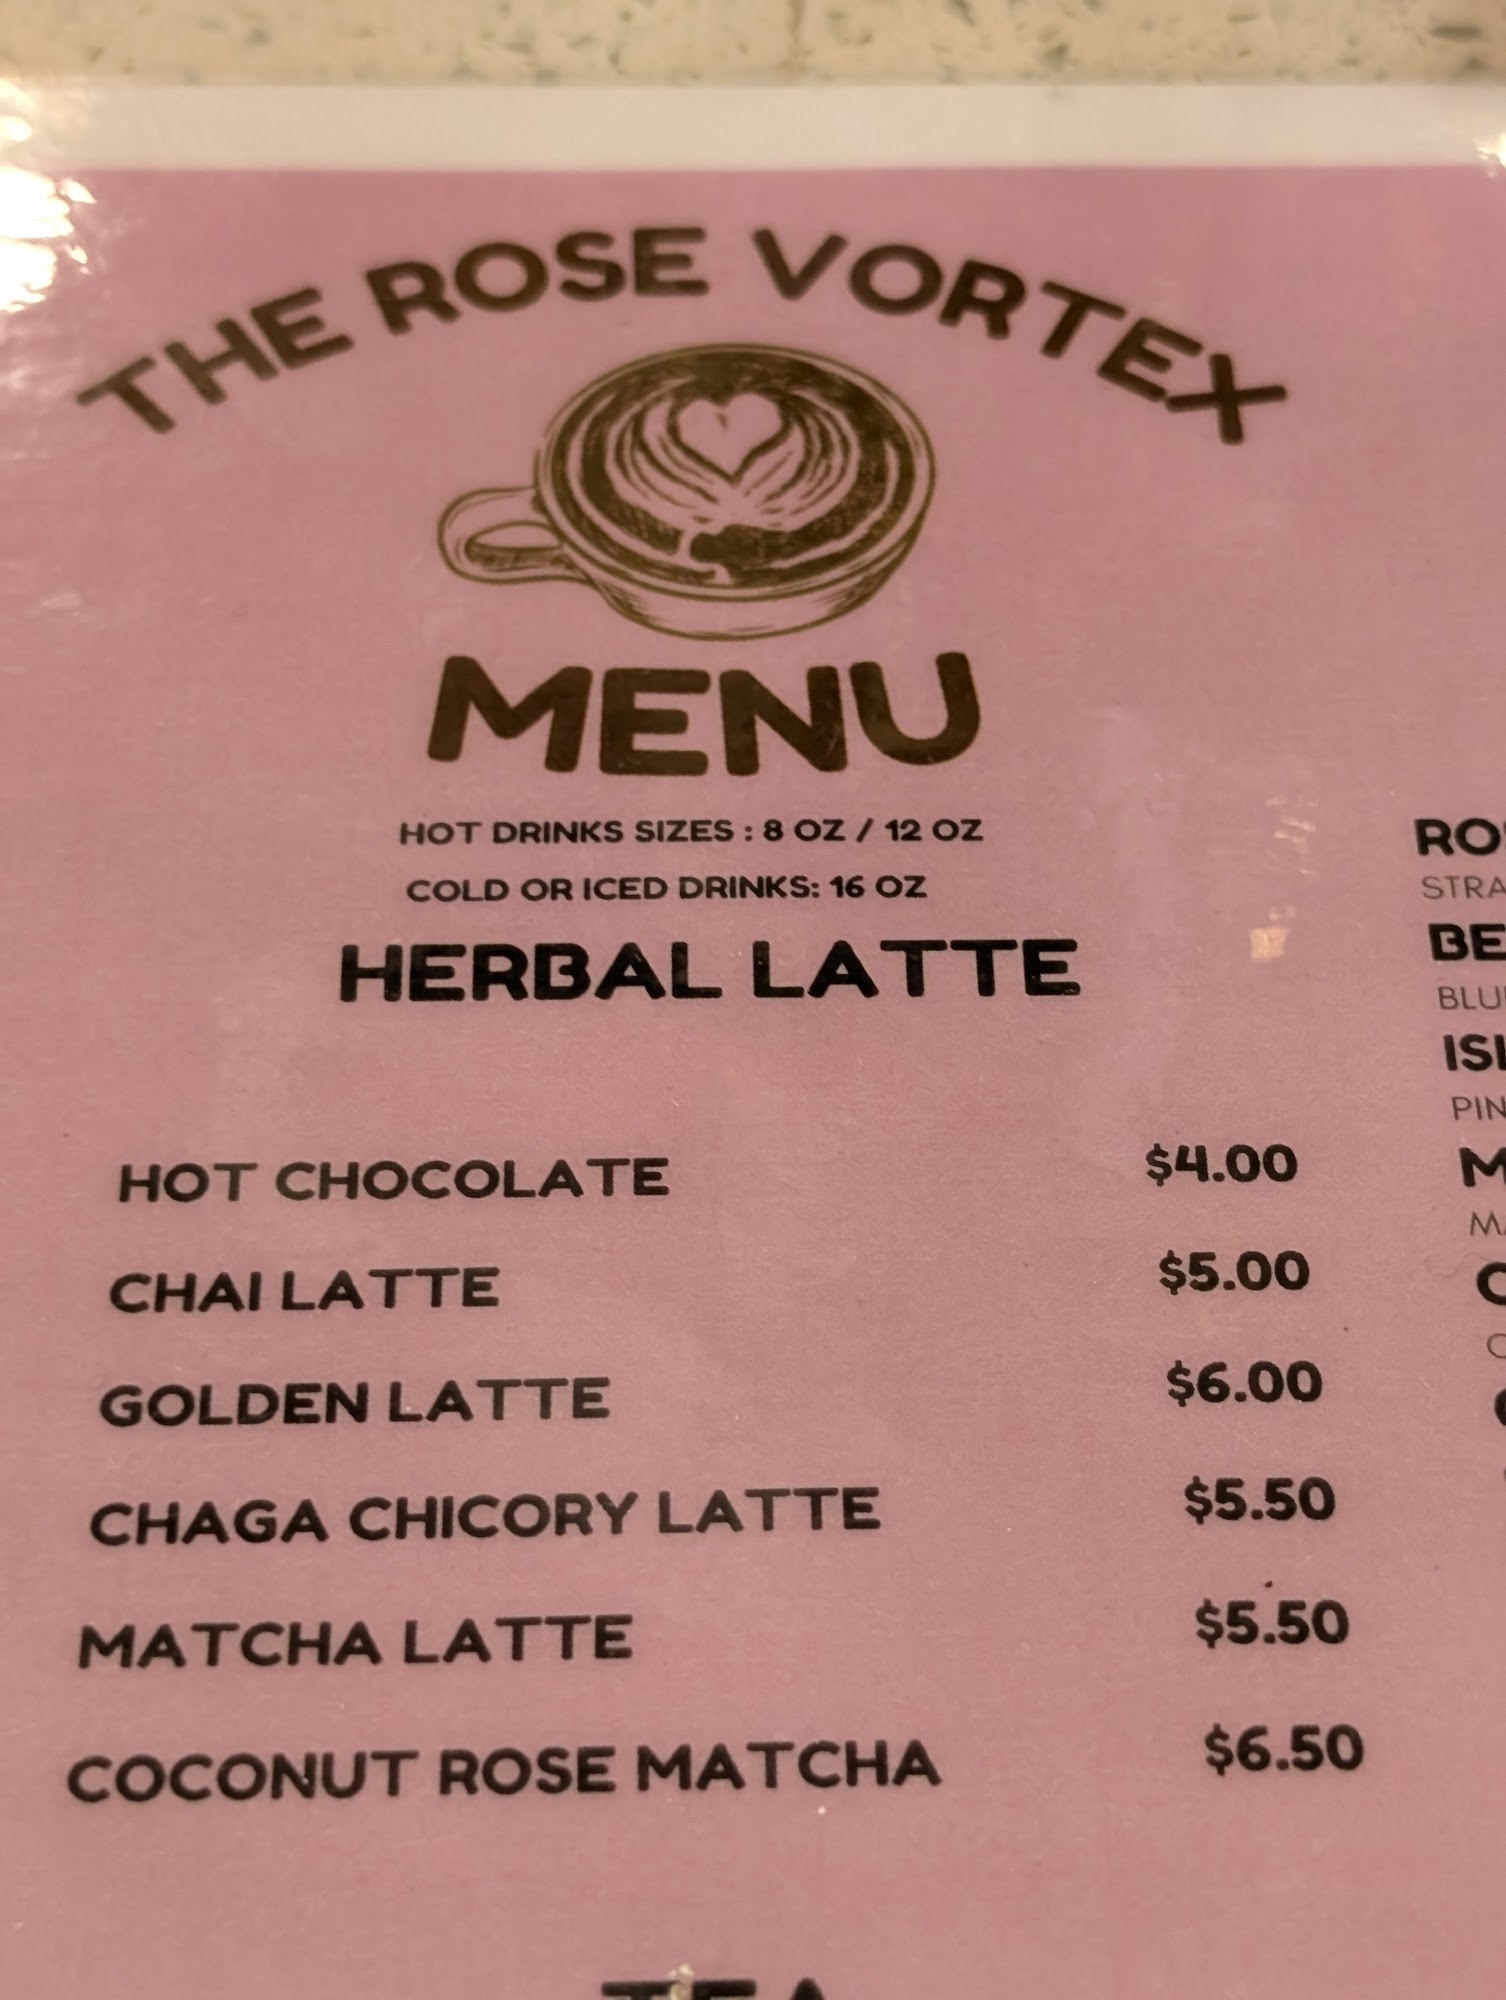 THE ROSE VORTEX
MENU
HOT DRINKS SIZES : 8 OZ / 12 OZ
COLD OR ICED DRINKS: 16 OZ
HERBAL LATTE
HOT CHOCOLATE $4.00
CHAI LATTE $5.00
GOLDEN LATTE $6.00
CHAGA CHICORY LATTE $5.50
MATCHA LATTE $5.50
COCONUT ROSE MATCHA $6.50
TEA